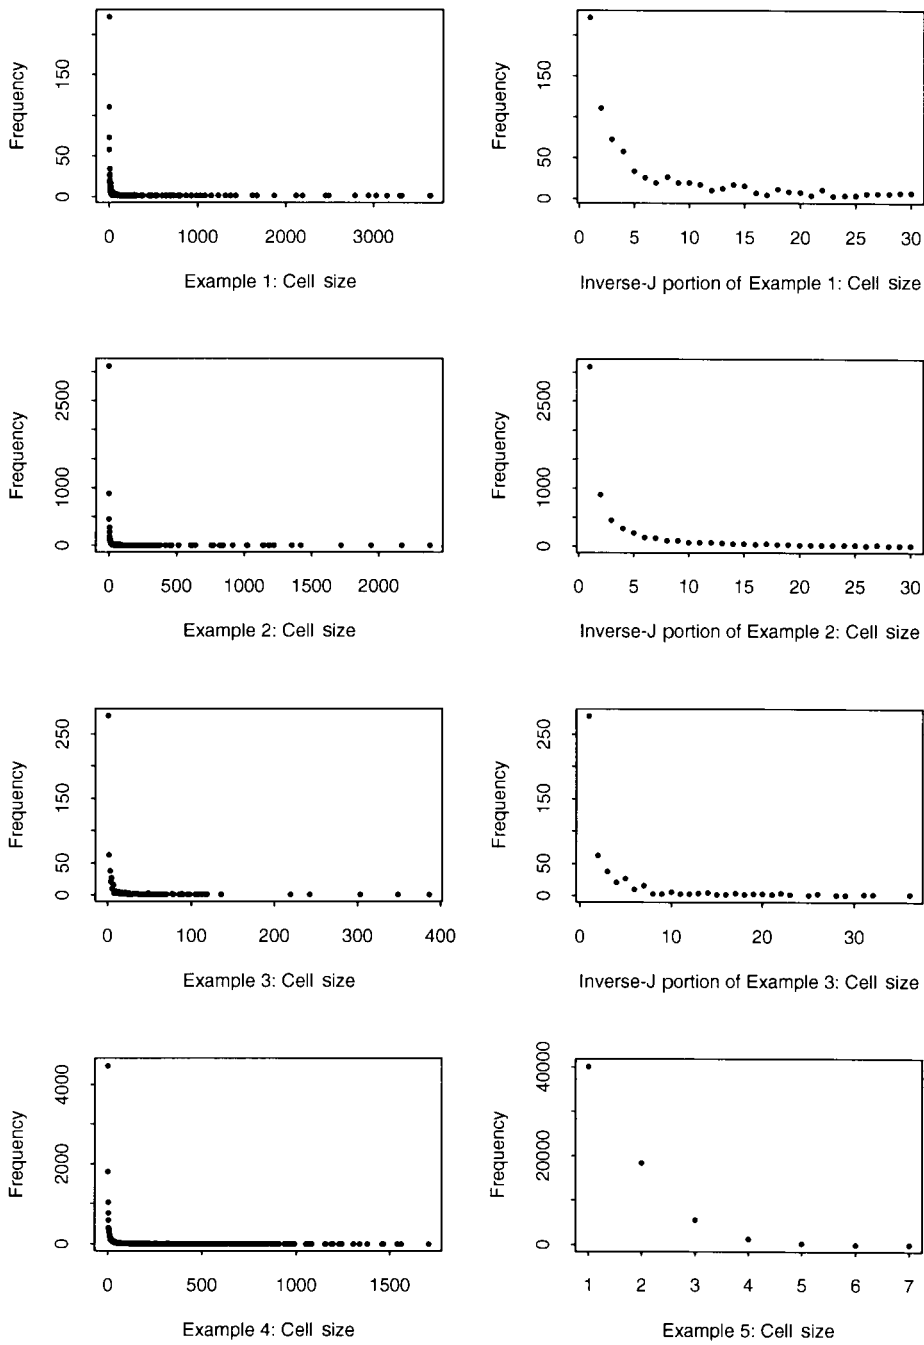 Frequency
0 50 150
0 1000 2000 3000
Example 1: Cell size
Frequency
0 50 150
0 5 10 15 20 25 30
Inverse-J portion of Example 1: Cell size
Frequency
0 1000 2500
0 500 1000 1500 2000
Example 2: Cell size
Frequency
0 1000 2500
0 5 10 15 20 25 30
Inverse-J portion of Example 2: Cell size
Frequency
0 50 150 250
0 100 200 300 400
Example 3: Cell size
Frequency
0 50 150 250
0 10 20 30
Inverse-J portion of Example 3: Cell size
Frequency
0 2000 4000
0 500 1000 1500
Example 4: Cell size
Frequency
0 20000 40000
1 2 3 4 5 6 7
Example 5: Cell size